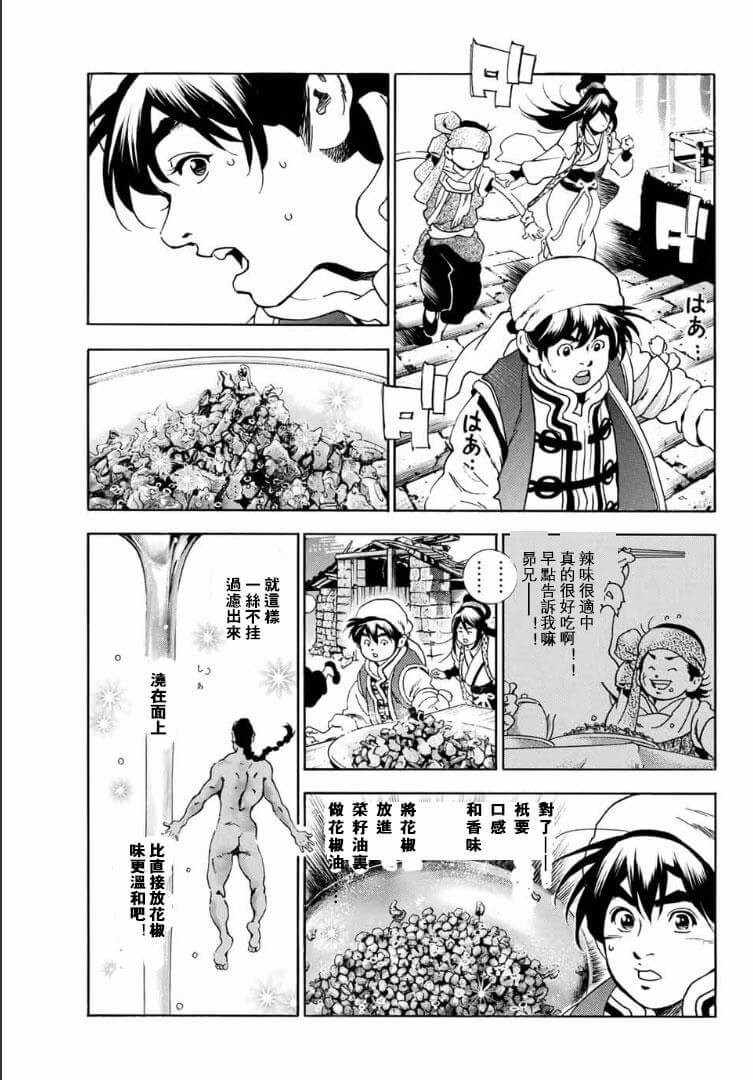 ダ
ダ
ダ
はぁ…
はぁ…
辣味很適中
真的很好吃啊!!
早點告訴我嘛
昴兄——!!
……
……
對了——
衹要
口感
和香味
將花椒
放進
菜籽油裏
做花椒油…
就這樣
一絲不挂
過濾出來
しぁ
澆在面上
比直接放花椒
味更溫和吧!